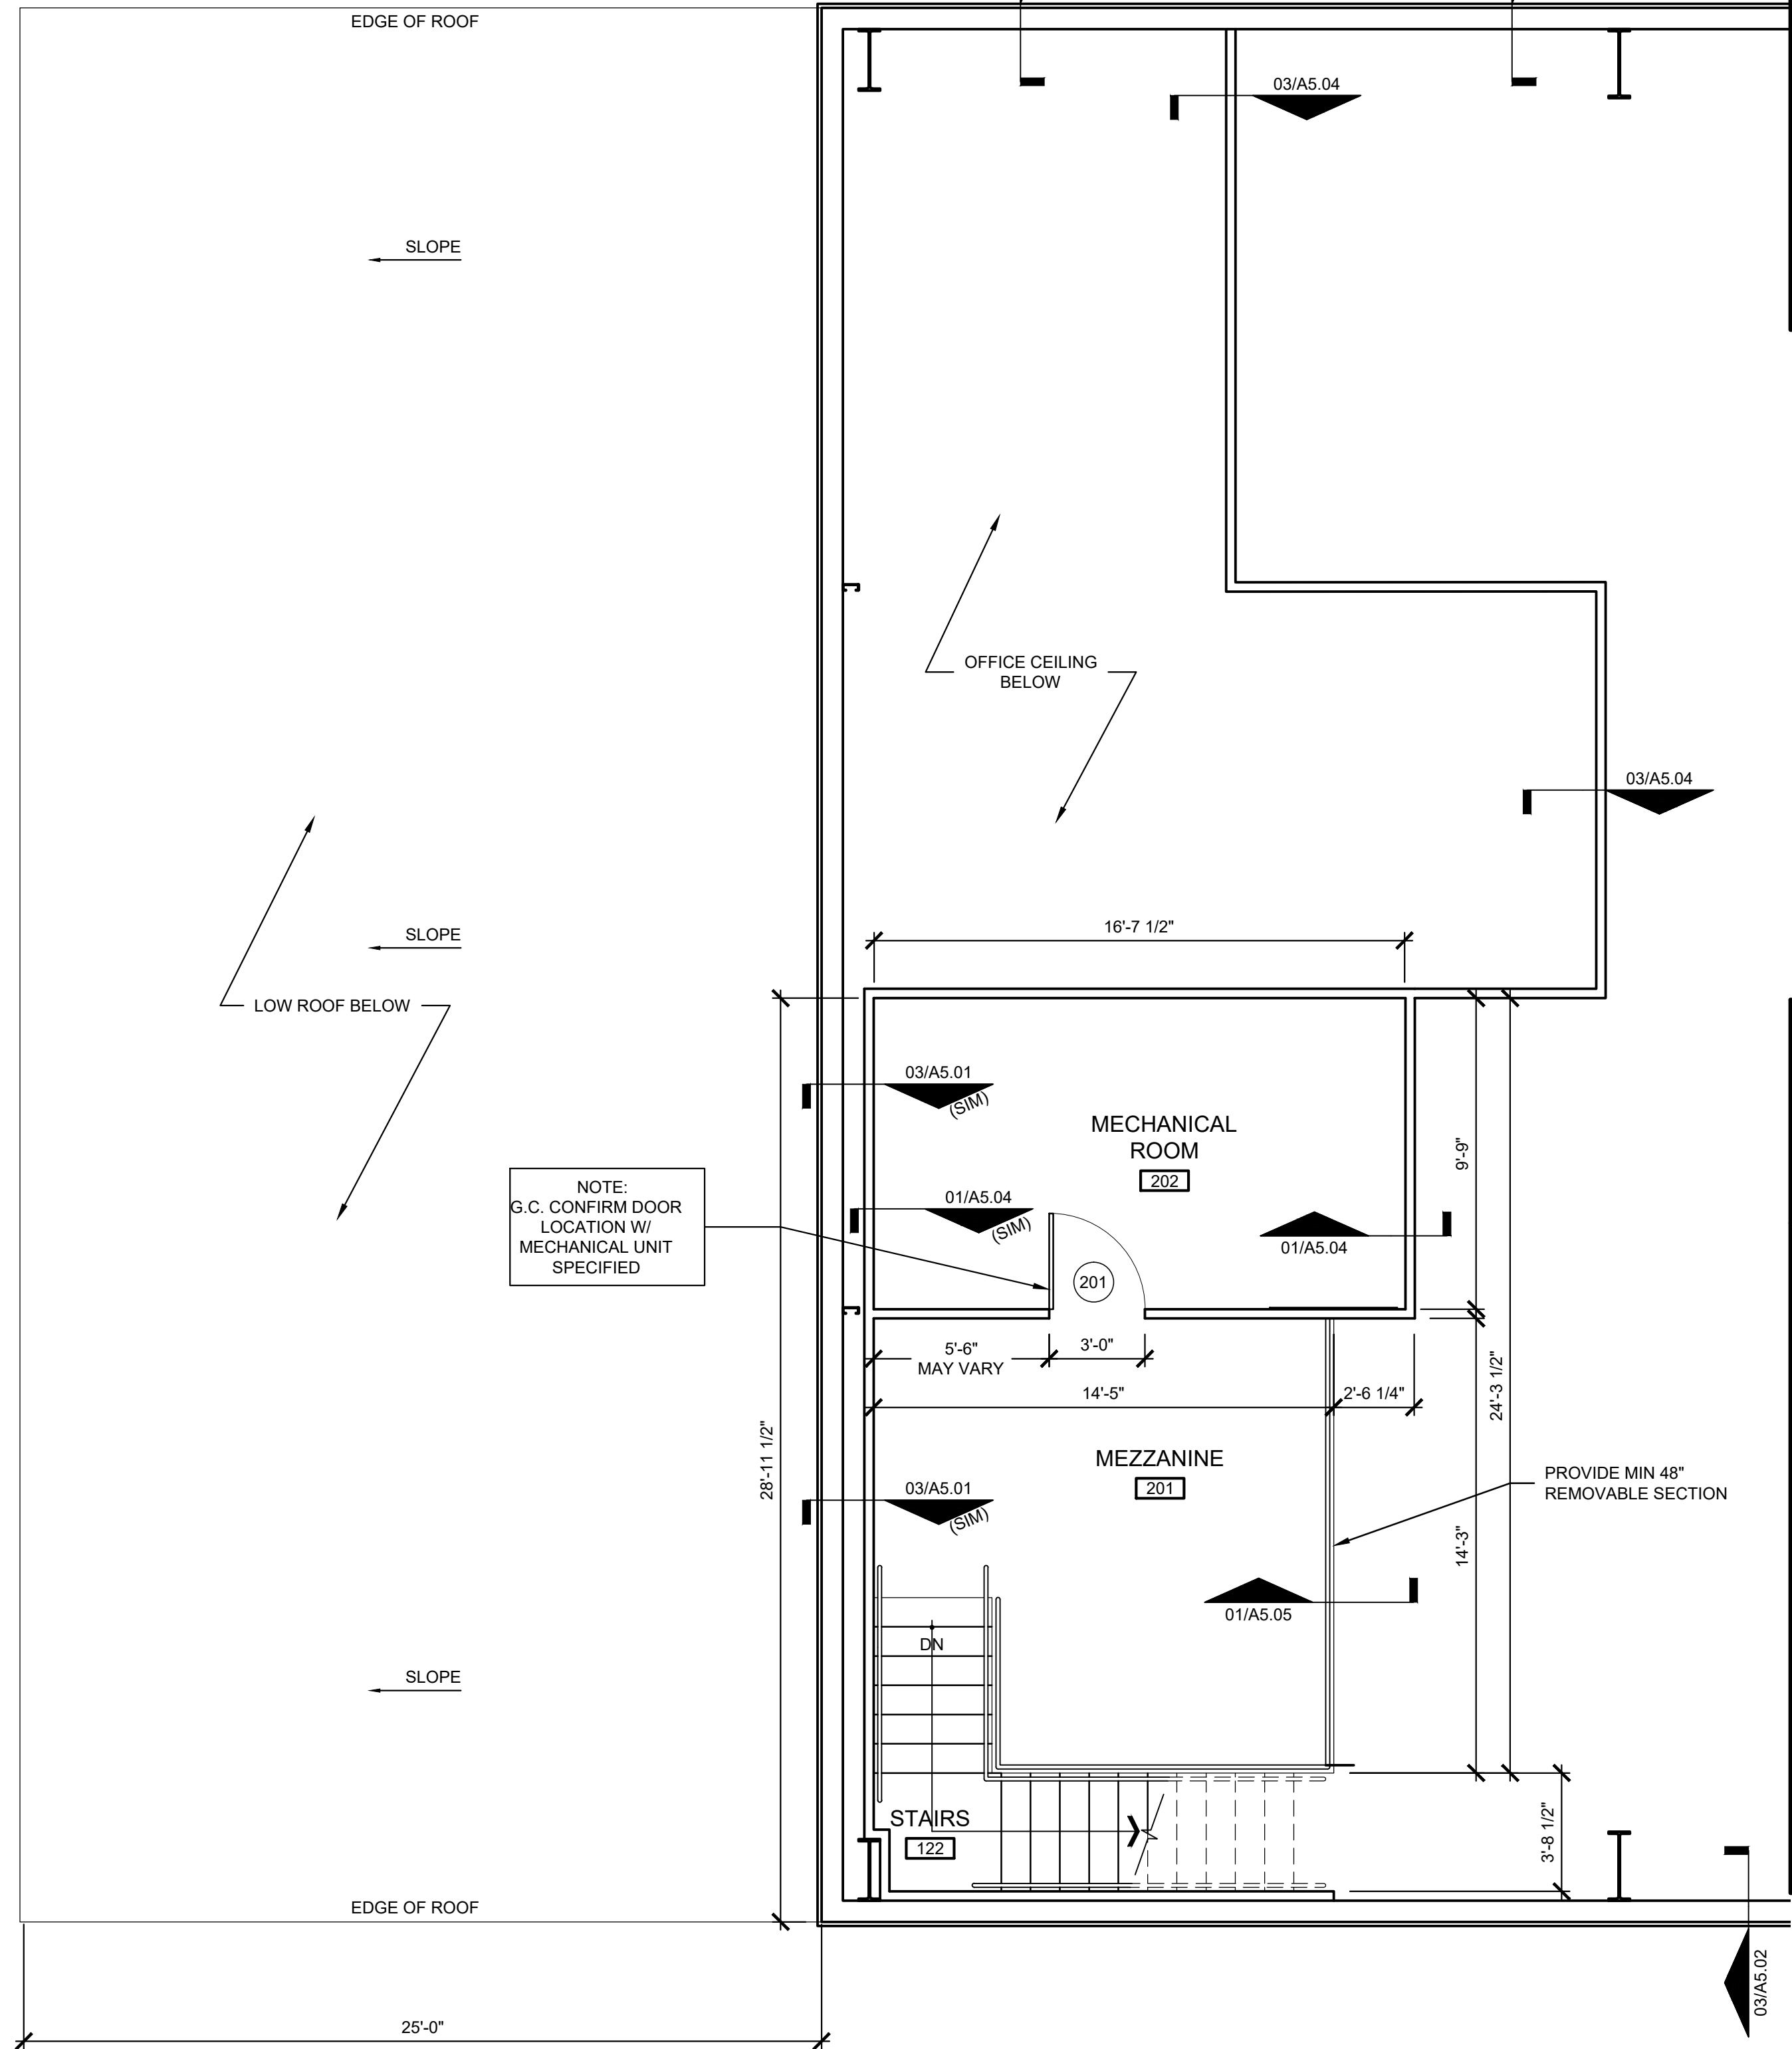 EDGE OF ROOF
03/A5.04
SLOPE
OFFICE CEILING
BELOW
03/A5.04
16'-7 1/2"
SLOPE
LOW ROOF BELOW
03/A5.01
(SIM)
MECHANICAL
ROOM
202
9'-9"
NOTE:
G.C. CONFIRM DOOR
LOCATION W/
MECHANICAL UNIT
SPECIFIED
01/A5.04
(SIM)
01/A5.04
201
5'-6"
MAY VARY
3'-0"
14'-5"
2'-6 1/4"
24'-3 1/2"
28'-11 1/2"
MEZZANINE
201
03/A5.01
(SIM)
PROVIDE MIN 48"
REMOVABLE SECTION
14'-3"
01/A5.05
DN
SLOPE
STAIRS
122
3'-8 1/2"
EDGE OF ROOF
03/A5.02
25'-0"